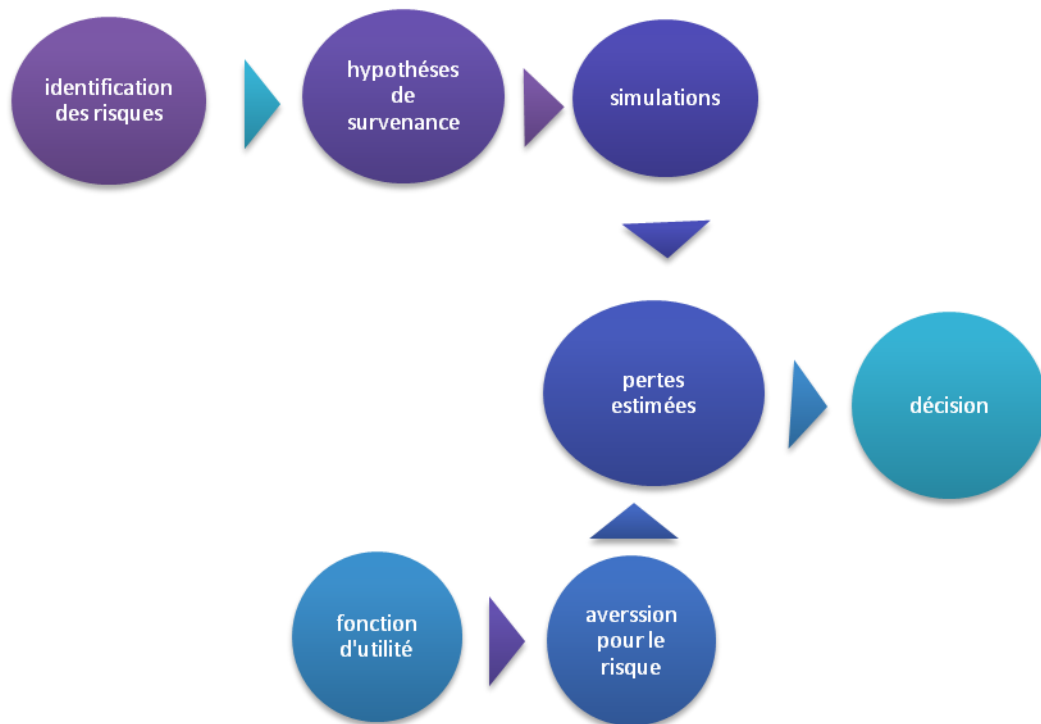 identification
des risques
hypothéses
de
survenance
simulations
pertes
estimées
décision
fonction
d'utilité
averssion
pour le
risque